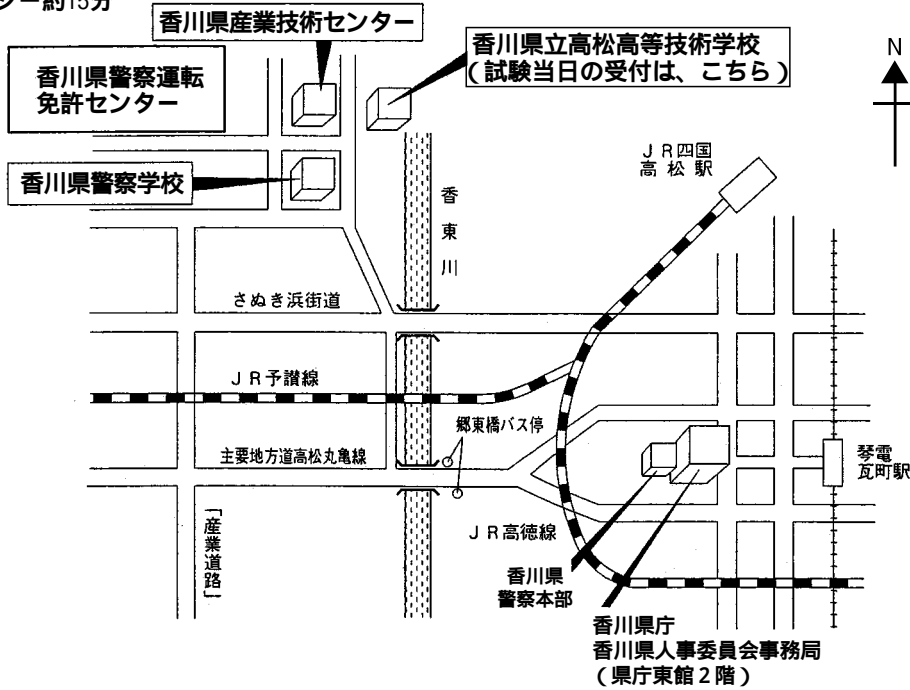 約15分
香川県産業技術センター
香川県立高松高等技術学校
(試験当日の受付は、こちら)
香川県警察運転
免許センター
N
JR四国
高松駅
香川県警察学校
香東川
さぬき浜街道
JR予讃線
郷東橋バス停
主要地方道高松丸亀線
琴電
瓦町駅
「産業道路」
JR高徳線
香川県
警察本部
香川県庁
香川県人事委員会事務局
(県庁東館2階)